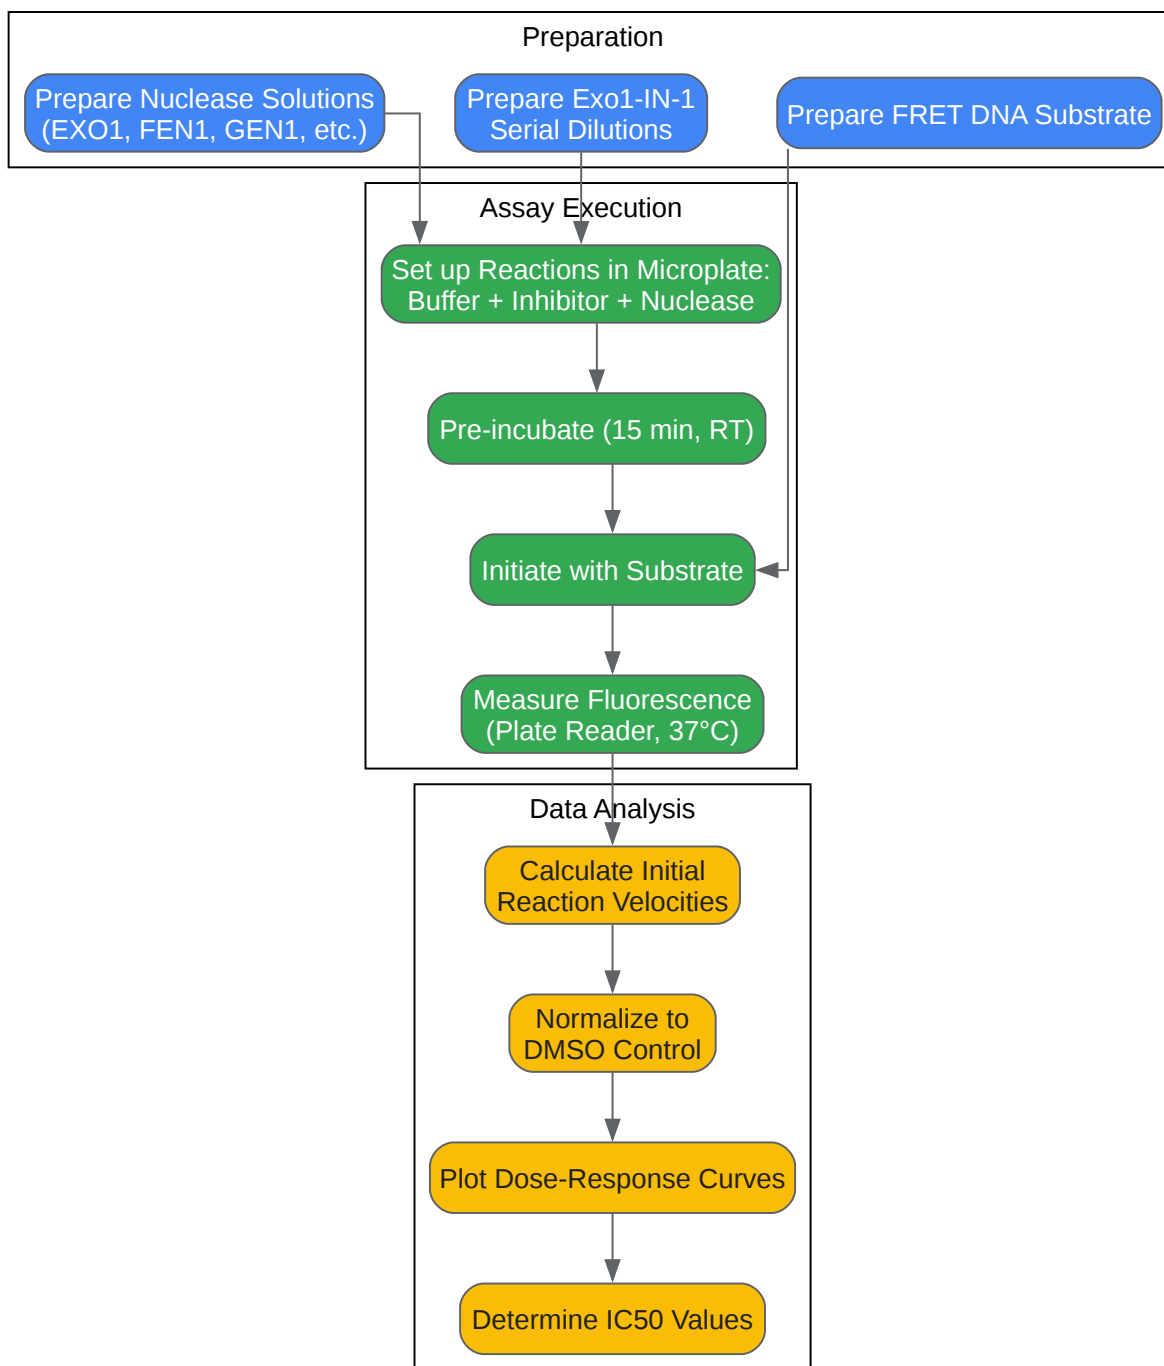 Preparation
Prepare Nuclease Solutions
(EXO1, FEN1, GEN1, etc.)
Prepare Exo1-IN-1
Serial Dilutions
Prepare FRET DNA Substrate
Assay Execution
Set up Reactions in Microplate:
Buffer + Inhibitor + Nuclease
Pre-incubate (15 min, RT)
Initiate with Substrate
Measure Fluorescence
(Plate Reader, 37°C)
Data Analysis
Calculate Initial
Reaction Velocities
Normalize to
DMSO Control
Plot Dose-Response Curves
Determine IC50 Values